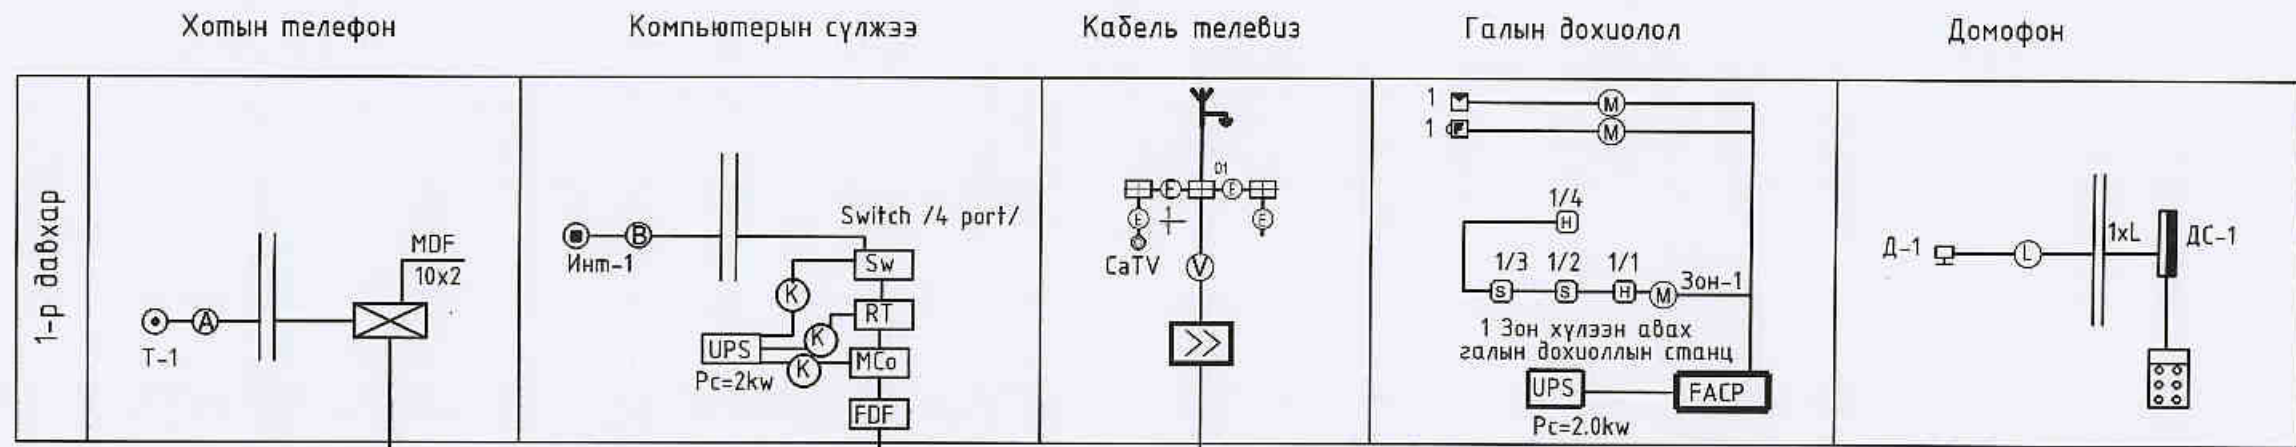 Хотын телефон
Компьютерын сүлжээ
Кабель телевиз
Галын дохиолол
Домофон
1-р давхар
MDF
10x2
A
T-1
Switch /4 port/
B
Инт-1
Sw
K
RT
K
UPS
K
MCo
Pc=2kw
FDF
01
E
E
E
E
1
CaTV
V
1
M
1
M
1/4
H
1/3
1/2
1/1
Зон-1
S
S
H
M
1 Зон хүлээн авах
галын дохиоллын станц
UPS
FACP
Pc=2.0kw
Д-1
L
1xL
ДС-1